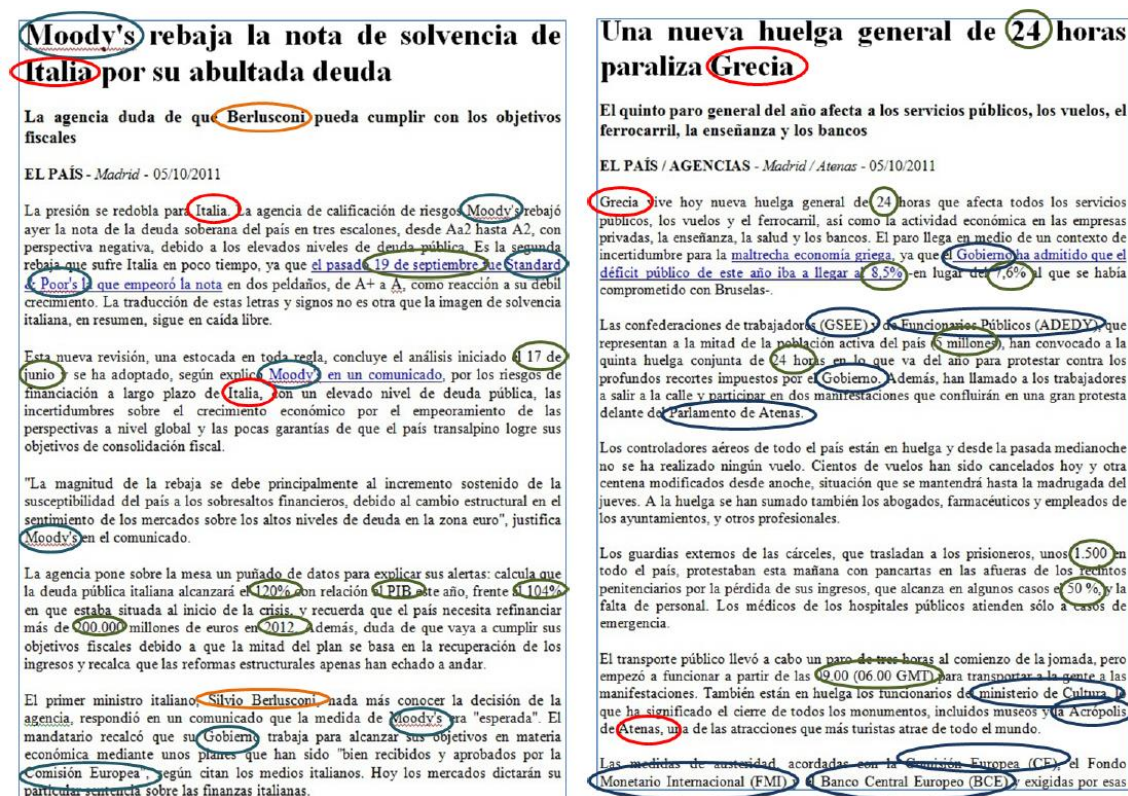 Moody's rebaja la nota de solvencia de
Italia por su abultada deuda
La agencia duda de que Berlusconi pueda cumplir con los objetivos
fiscales
EL PAÍS - Madrid - 05/10/2011
La presión se redobla para Italia. La agencia de calificación de riesgos Moody's rebajó
ayer la nota de la deuda soberana del país en tres escalones, desde Aa2 hasta A2, con
perspectiva negativa, debido a los elevados niveles de deuda pública. Es la segunda
rebaja que sufre Italia en poco tiempo, ya que el pasado 19 de septiembre fue Standard
& Poor's la que empeoró la nota en dos peldaños, de A+ a A, como reacción a su débil
crecimiento. La traducción de estas letras y signos no es otra que la imagen de solvencia
italiana, en resumen, sigue en caída libre.
Esta nueva revisión, una estocada en toda regla, concluye el análisis iniciado el 17 de
junio y se ha adoptado, según explicó Moody's en un comunicado, por los riesgos de
financiación a largo plazo de Italia, con un elevado nivel de deuda pública, las
incertidumbres sobre el crecimiento económico por el empeoramiento de las
perspectivas a nivel global y las pocas garantías de que el país transalpino logre sus
objetivos de consolidación fiscal.
"La magnitud de la rebaja se debe principalmente al incremento sostenido de la
susceptibilidad del país a los sobresaltos financieros, debido al cambio estructural en el
sentimiento de los mercados sobre los altos niveles de deuda en la zona euro", justifica
Moody's en el comunicado.
La agencia pone sobre la mesa un puñado de datos para explicar sus alertas: calcula que
la deuda pública italiana alcanzará el 120% con relación al PIB este año, frente al 104%
en que estaba situada al inicio de la crisis, y recuerda que el país necesita refinanciar
más de 200.000 millones de euros en 2012. Además, duda de que vaya a cumplir sus
objetivos fiscales debido a que la mitad del plan se basa en la recuperación de los
ingresos y recalca que las reformas estructurales apenas han echado a andar.
El primer ministro italiano, Silvio Berlusconi, nada más conocer la decisión de la
agencia, respondió en un comunicado que la medida de Moody's era "esperada". El
mandatario recalcó que su Gobierno trabaja para alcanzar sus objetivos en materia
económica mediante unos planes que han sido "bien recibidos y aprobados por la
Comisión Europea", según citan los medios italianos. Hoy los mercados dictarán su
particular sentencia sobre las finanzas italianas.
Una nueva huelga general de 24 horas
paraliza Grecia
El quinto paro general del año afecta a los servicios públicos, los vuelos, el
ferrocarril, la enseñanza y los bancos
EL PAÍS / AGENCIAS - Madrid / Atenas - 05/10/2011
Grecia vive hoy nueva huelga general de 24 horas que afecta todos los servicios
públicos, los vuelos y el ferrocarril, así como la actividad económica en las empresas
privadas, la enseñanza, la salud y los bancos. El paro llega en medio de un contexto de
incertidumbre para la maltrecha economía griega, ya que el Gobierno ha admitido que el
déficit público de este año iba a llegar al 8,5% -en lugar del 7,6% al que se había
comprometido con Bruselas-.
Las confederaciones de trabajadores (GSEE) y de Funcionarios Públicos (ADEDY), que
representan a la mitad de la población activa del país (5 millones), han convocado a la
quinta huelga conjunta de 24 horas en lo que va del año para protestar contra los
profundos recortes impuestos por el Gobierno. Además, han llamado a los trabajadores
a salir a la calle y participar en dos manifestaciones que confluirán en una gran protesta
delante del Parlamento de Atenas.
Los controladores aéreos de todo el país están en huelga y desde la pasada medianoche
no se ha realizado ningún vuelo. Cientos de vuelos han sido cancelados hoy y otra
centena modificados desde anoche, situación que se mantendrá hasta la madrugada del
jueves. A la huelga se han sumado también los abogados, farmacéuticos y empleados de
los ayuntamientos, y otros profesionales.
Los guardias externos de las cárceles, que trasladan a los prisioneros, unos 1.500 en
todo el país, protestaban esta mañana con pancartas en las afueras de los recintos
penitenciarios por la pérdida de sus ingresos, que alcanza en algunos casos el 50 %, y la
falta de personal. Los médicos de los hospitales públicos atienden sólo a casos de
emergencia.
El transporte público llevó a cabo un paro de tres horas al comienzo de la jornada, pero
empezó a funcionar a partir de las 09.00 (06.00 GMT) para transportar a la gente a las
manifestaciones. También están en huelga los funcionarios del ministerio de Cultura, lo
que ha significado el cierre de todos los monumentos, incluidos museos y la Acrópolis
de Atenas, una de las atracciones que más turistas atrae de todo el mundo.
Las medidas de austeridad, acordadas con la Comisión Europea (CE), el Fondo
Monetario Internacional (FMI) y el Banco Central Europeo (BCE) y exigidas por esas